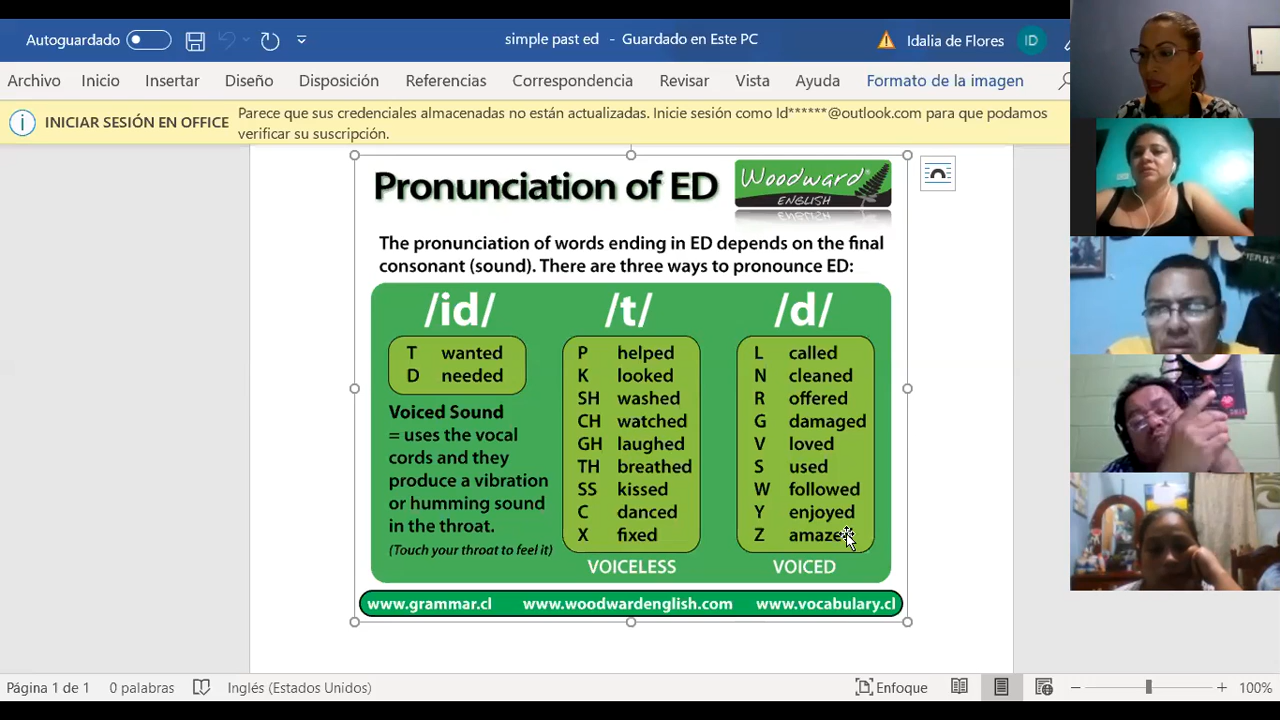 Autoguardado
simple past ed - Guardado en Este PC
Idalia de Flores
ID
Archivo Inicio Insertar Diseño Disposición Referencias Correspondencia Revisar Vista Ayuda Formato de la imagen
INICIAR SESIÓN EN OFFICE
Parece que sus credenciales almacenadas no están actualizadas. Inicie sesión como Id******@outlook.com para que podamos
verificar su suscripción.
Pronunciation of ED
Woodward
ENGLISH
The pronunciation of words ending in ED depends on the final
consonant (sound). There are three ways to pronounce ED:
/id/
T wanted
D needed
Voiced Sound
= uses the vocal
cords and they
produce a vibration
or humming sound
in the throat.
(Touch your throat to feel it)
/t/
P helped
K looked
SH washed
CH watched
GH laughed
TH breathed
SS kissed
C danced
X fixed
VOICELESS
/d/
L called
N cleaned
R offered
G damaged
V loved
S used
W followed
Y enjoyed
Z amazed
VOICED
www.grammar.cl www.woodwardenglish.com www.vocabulary.cl
Página 1 de 1 0 palabras Inglés (Estados Unidos) Enfoque 100%